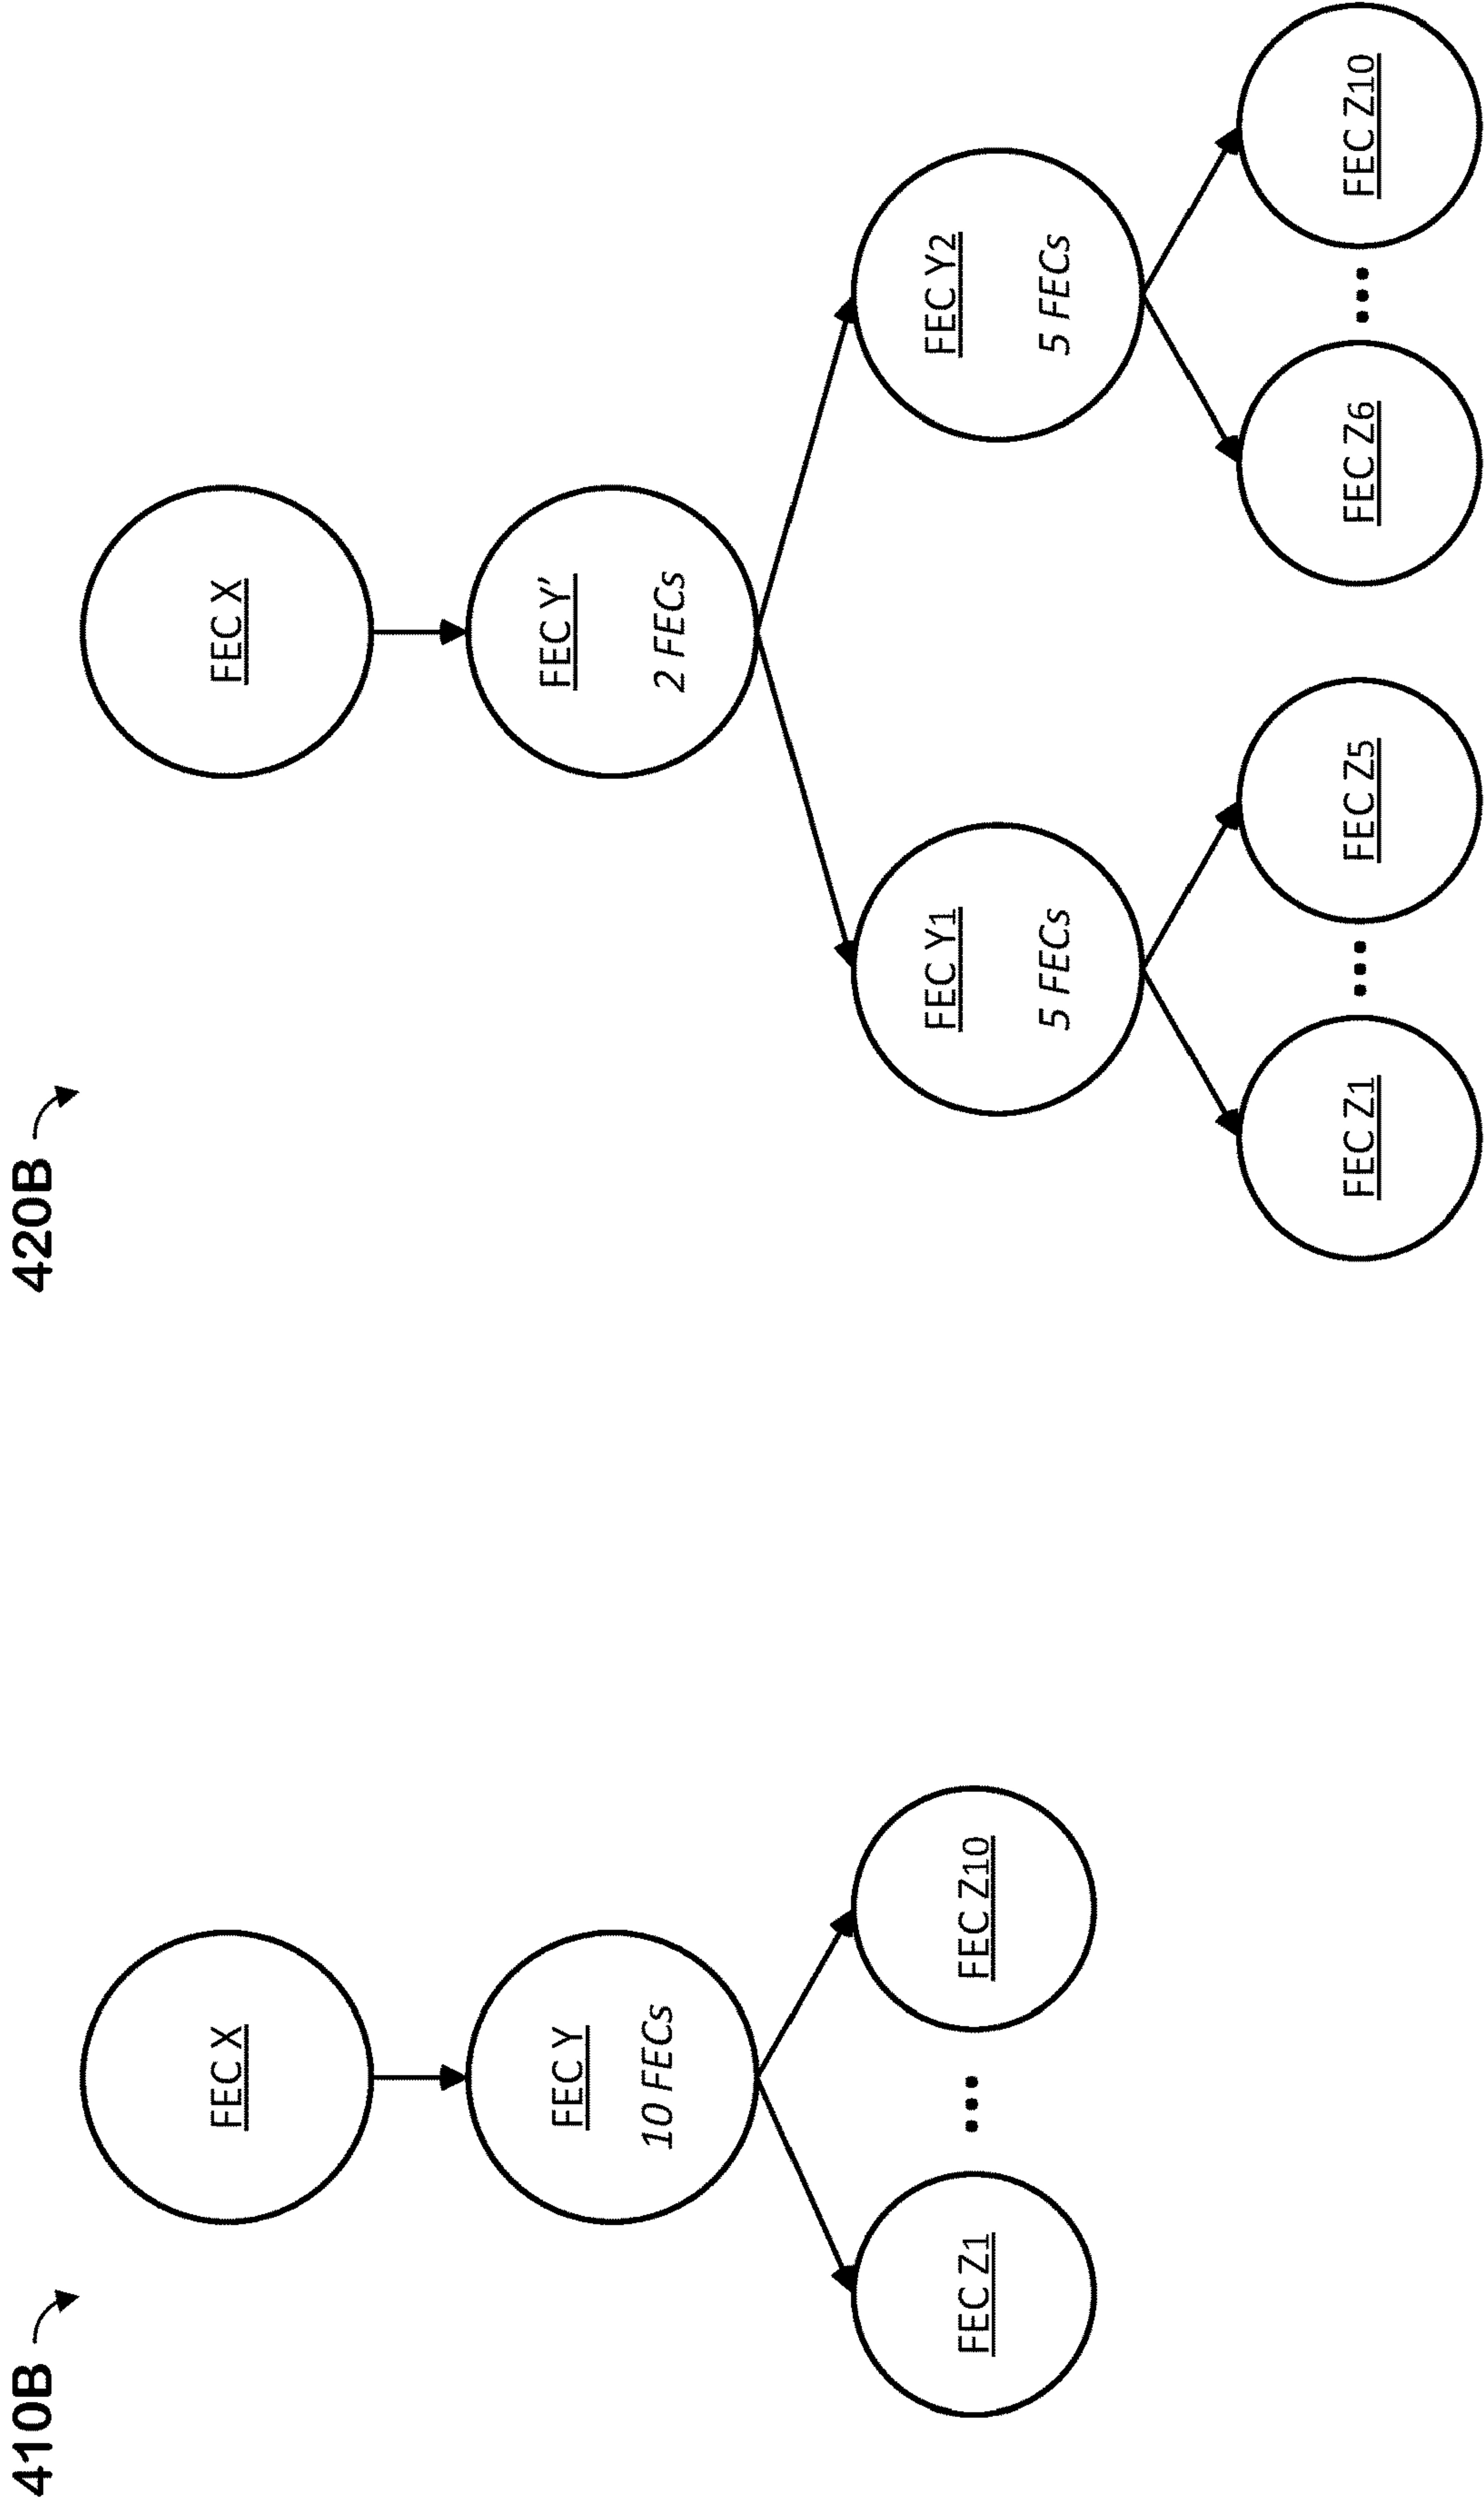 410B
FEC X
FEC Y
10 FECs
FEC Z1
...
FEC Z10
420B
FEC X
FEC Y'
2 FECs
FEC Y1
5 FECs
FEC Y2
5 FECs
FEC Z1
...
FEC Z5
FEC Z6
...
FEC Z10